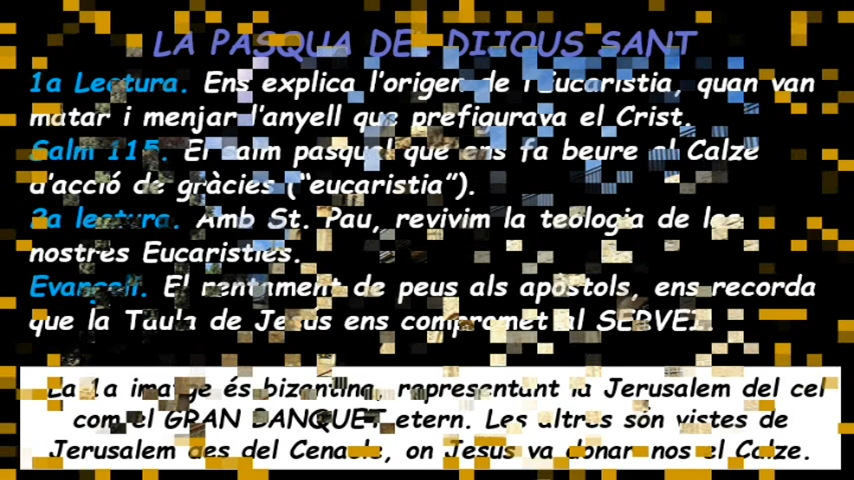 LA PASQUA DEL DIJOUS SANT
1a Lectura. Ens explica l'origen de l'Eucaristia, quan van
matar i menjar l'anyell que prefigurava el Crist.
Salm 115. El salm pasqual que ens fa beure el Calze
d'acció de gràcies ("eucaristia").
2a lectura. Amb St. Pau, revivim la teologia de les
nostres Eucaristies.
Evangeli. El rentament de peus als apòstols, ens recorda
que la Taula de Jesús ens compromet al SERVEI.
La 1a imatge és bizantina, representant la Jerusalem del cel
com el GRAN BANQUET etern. Les altres són vistes de
Jerusalem des del Cenacle, on Jesús va donar-nos el Calze.